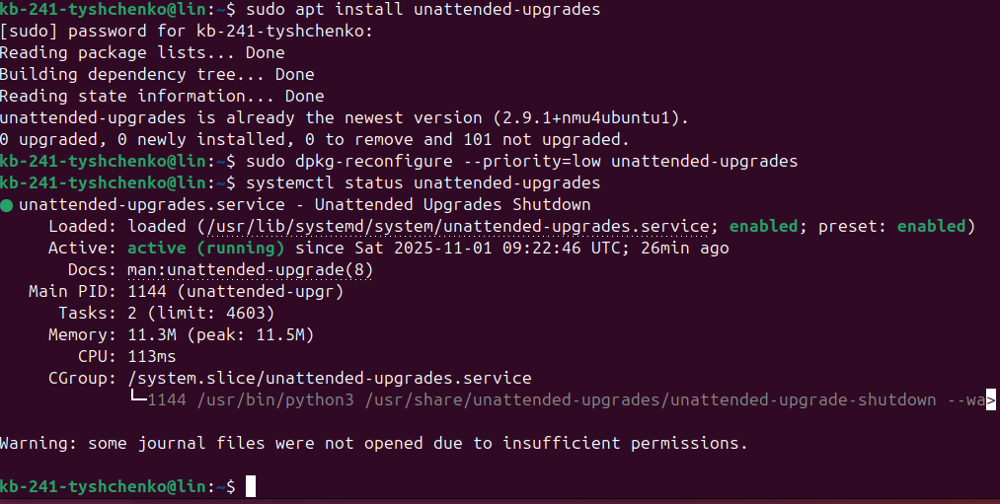 kb-241-tyshchenko@lin:~$ sudo apt install unattended-upgrades
[sudo] password for kb-241-tyshchenko:
Reading package lists... Done
Building dependency tree... Done
Reading state information... Done
unattended-upgrades is already the newest version (2.9.1+nmu4ubuntu1).
0 upgraded, 0 newly installed, 0 to remove and 101 not upgraded.
kb-241-tyshchenko@lin:~$ sudo dpkg-reconfigure --priority=low unattended-upgrades
kb-241-tyshchenko@lin:~$ systemctl status unattended-upgrades
● unattended-upgrades.service - Unattended Upgrades Shutdown
     Loaded: loaded (/usr/lib/systemd/system/unattended-upgrades.service; enabled; preset: enabled)
     Active: active (running) since Sat 2025-11-01 09:22:46 UTC; 26min ago
       Docs: man:unattended-upgrade(8)
   Main PID: 1144 (unattended-upgr)
      Tasks: 2 (limit: 4603)
     Memory: 11.3M (peak: 11.5M)
        CPU: 113ms
     CGroup: /system.slice/unattended-upgrades.service
             └─1144 /usr/bin/python3 /usr/share/unattended-upgrades/unattended-upgrade-shutdown --wa>
Warning: some journal files were not opened due to insufficient permissions.
kb-241-tyshchenko@lin:~$